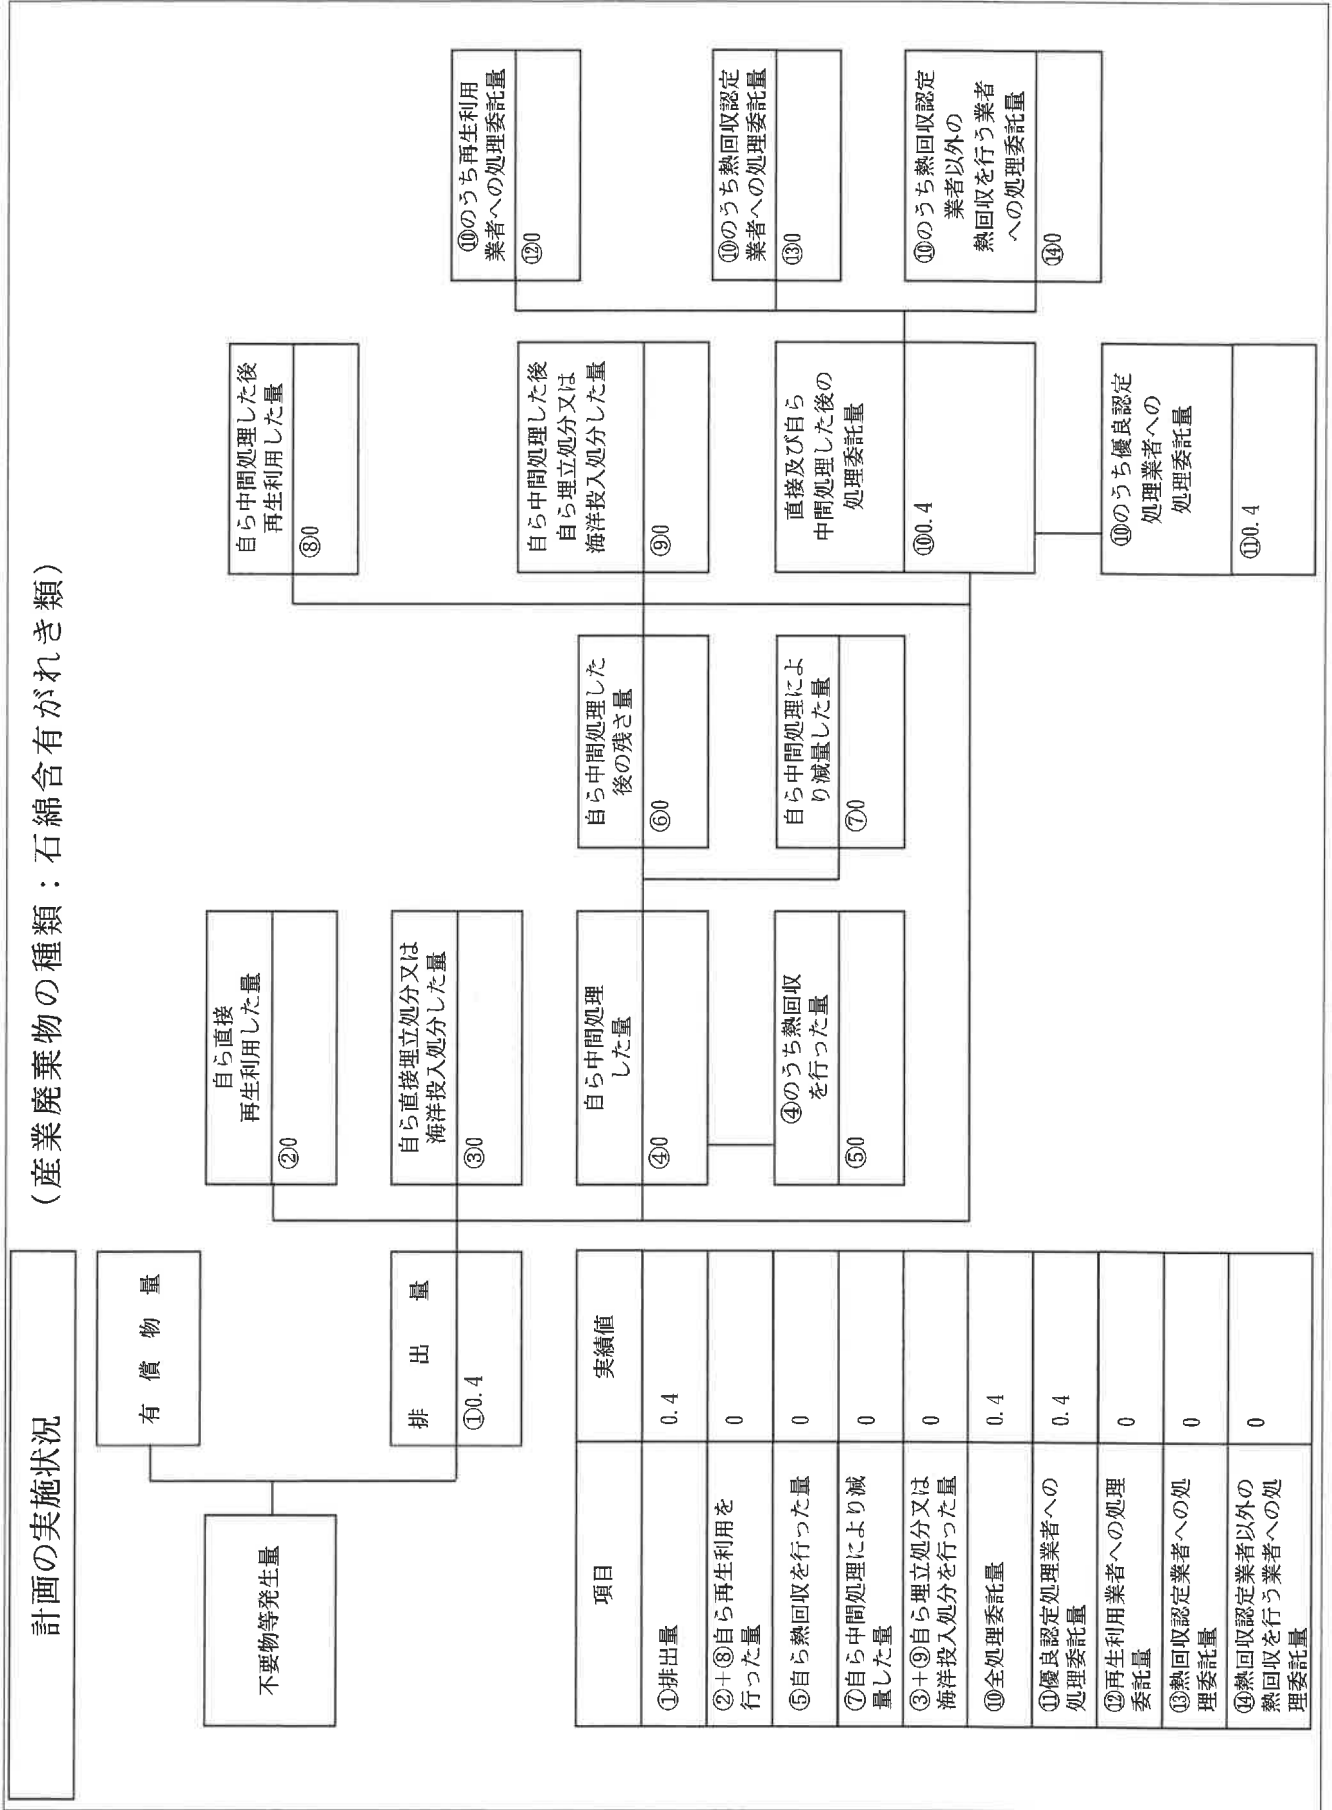 計画の実施状況
（産業廃棄物の種類：石綿含有がれき類）
不要物等発生量
有償物量
排出量
①0.4
自ら直接
再生利用した量
②0
自ら直接埋立処分又は
海洋投入処分した量
③0
自ら中間処理
した量
④0
④のうち熱回収
を行った量
⑤0
自ら中間処理した
後の残さ量
⑥0
自ら中間処理によ
り減量した量
⑦0
自ら中間処理した後
再生利用した量
⑧0
自ら中間処理した後
自ら埋立処分又は
海洋投入処分した量
⑨0
直接及び自ら
中間処理した後の
処理委託量
⑩0.4
⑩のうち優良認定
処理業者への
処理委託量
⑪0.4
⑩のうち再生利用
業者への処理委託量
⑫0
⑩のうち熱回収認定
業者への処理委託量
⑬0
⑩のうち熱回収認定
業者以外の
熱回収を行う業者
への処理委託量
⑭0
項目 実績値
①排出量 0.4
②＋⑧自ら再生利用を
行った量 0
⑤自ら熱回収を行った量 0
⑦自ら中間処理により減
量した量 0
③＋⑨自ら埋立処分又は
海洋投入処分を行った量 0
⑩全処理委託量 0.4
⑪優良認定処理業者への
処理委託量 0.4
⑫再生利用業者への処理
委託量 0
⑬熱回収認定業者への処
理委託量 0
⑭熱回収認定業者以外の
熱回収を行う業者への処
理委託量 0